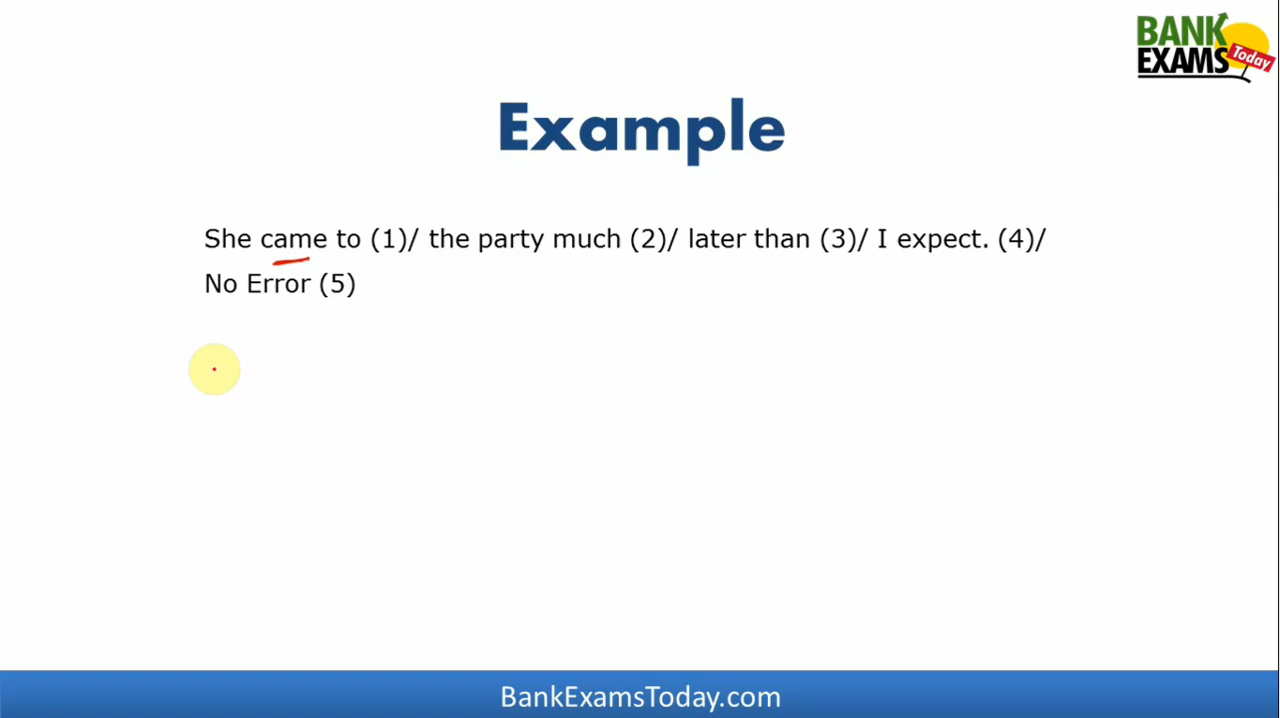 BANK
EXAMS Today
Example
She came to (1)/ the party much (2)/ later than (3)/ I expect. (4)/
No Error (5)
BankExamsToday.com